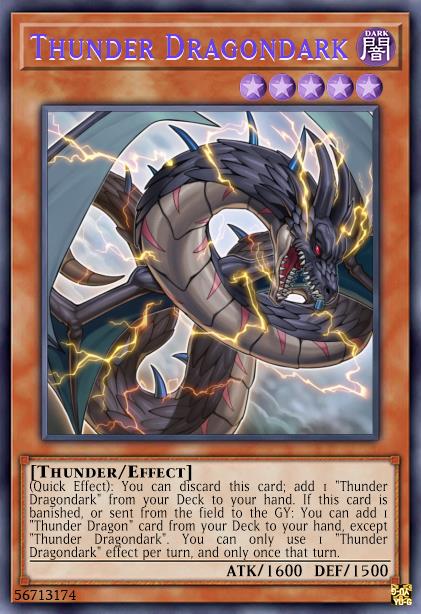 THUNDER DRAGONDARK
DARK
闇
[THUNDER/EFFECT]
(Quick Effect): You can discard this card; add 1 "Thunder
Dragondark" from your Deck to your hand. If this card is
banished, or sent from the field to the GY: You can add 1
"Thunder Dragon" card from your Deck to your hand, except
"Thunder Dragondark". You can only use 1 "Thunder
Dragondark" effect per turn, and only once that turn.
ATK/1600 DEF/1500
56713174